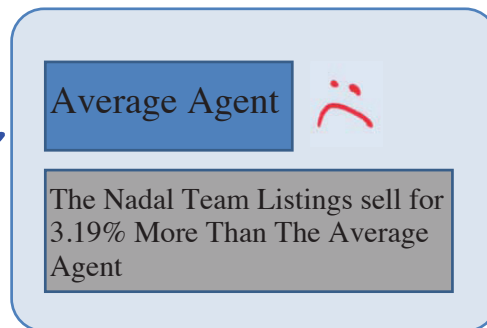 Average Agent
The Nadal Team Listings sell for
3.19% More Than The Average
Agent